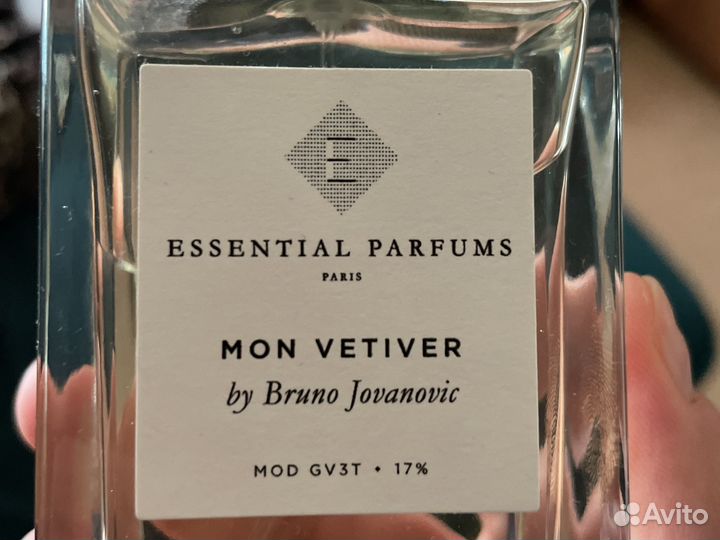 E
ESSENTIAL PARFUMS
PARIS
MON VETIVER
by Bruno Jovanovic
MOD GV3T • 17%
Avito